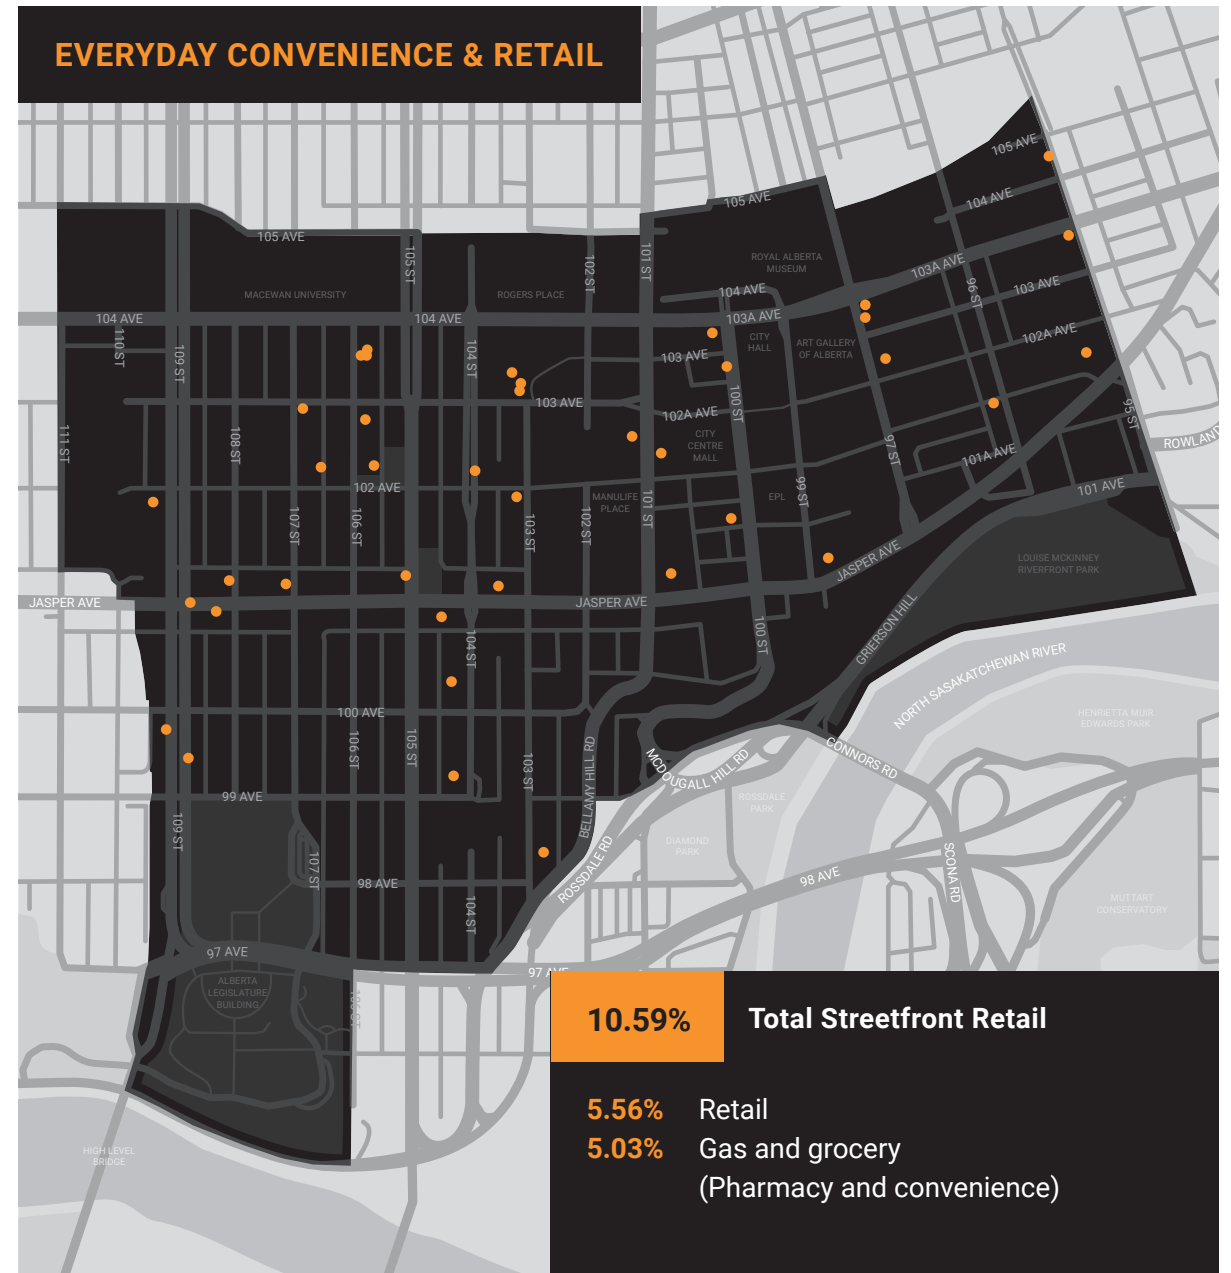 EVERYDAY CONVENIENCE & RETAIL
105 AVE
104 AVE
105 AVE
105 AVE
103A AVE
96 ST
103 AVE
102A AVE
95 ST
ROWLAND
101A AVE
101 AVE
ROYAL ALBERTA
MUSEUM
104 AVE
103A AVE
CITY
HALL
ART GALLERY
OF ALBERTA
103 AVE
100 ST
102A AVE
CITY
CENTRE
MALL
97 ST
99 ST
EPL
105 ST
102 ST
101 ST
MACEWAN UNIVERSITY
ROGERS PLACE
104 AVE
104 AVE
110 ST
109 ST
104 ST
103 AVE
111 ST
108 ST
102 AVE
MANULIFE
PLACE
101 ST
107 ST
106 ST
103 ST
102 ST
JASPER AVE
LOUISE MCKINNEY
RIVERFRONT PARK
JASPER AVE
JASPER AVE
GRIERSON HILL
100 ST
104 ST
NORTH SASAKATCHEWAN RIVER
HENRIETTA MUIR
EDWARDS PARK
100 AVE
106 ST
105 ST
103 ST
BELLAMY HILL RD
MCDOUGALL HILL RD
CONNORS RD
99 AVE
ROSSDALE
PARK
109 ST
107 ST
DIAMOND
PARK
ROSSDALE RD
98 AVE
98 AVE
SCONA RD
104 ST
MUTTART
CONSERVATORY
97 AVE
97 AVE
ALBERTA
LEGISLATURE
BUILDING
106 ST
HIGH LEVEL
BRIDGE
10.59% Total Streetfront Retail
5.56% Retail
5.03% Gas and grocery
(Pharmacy and convenience)